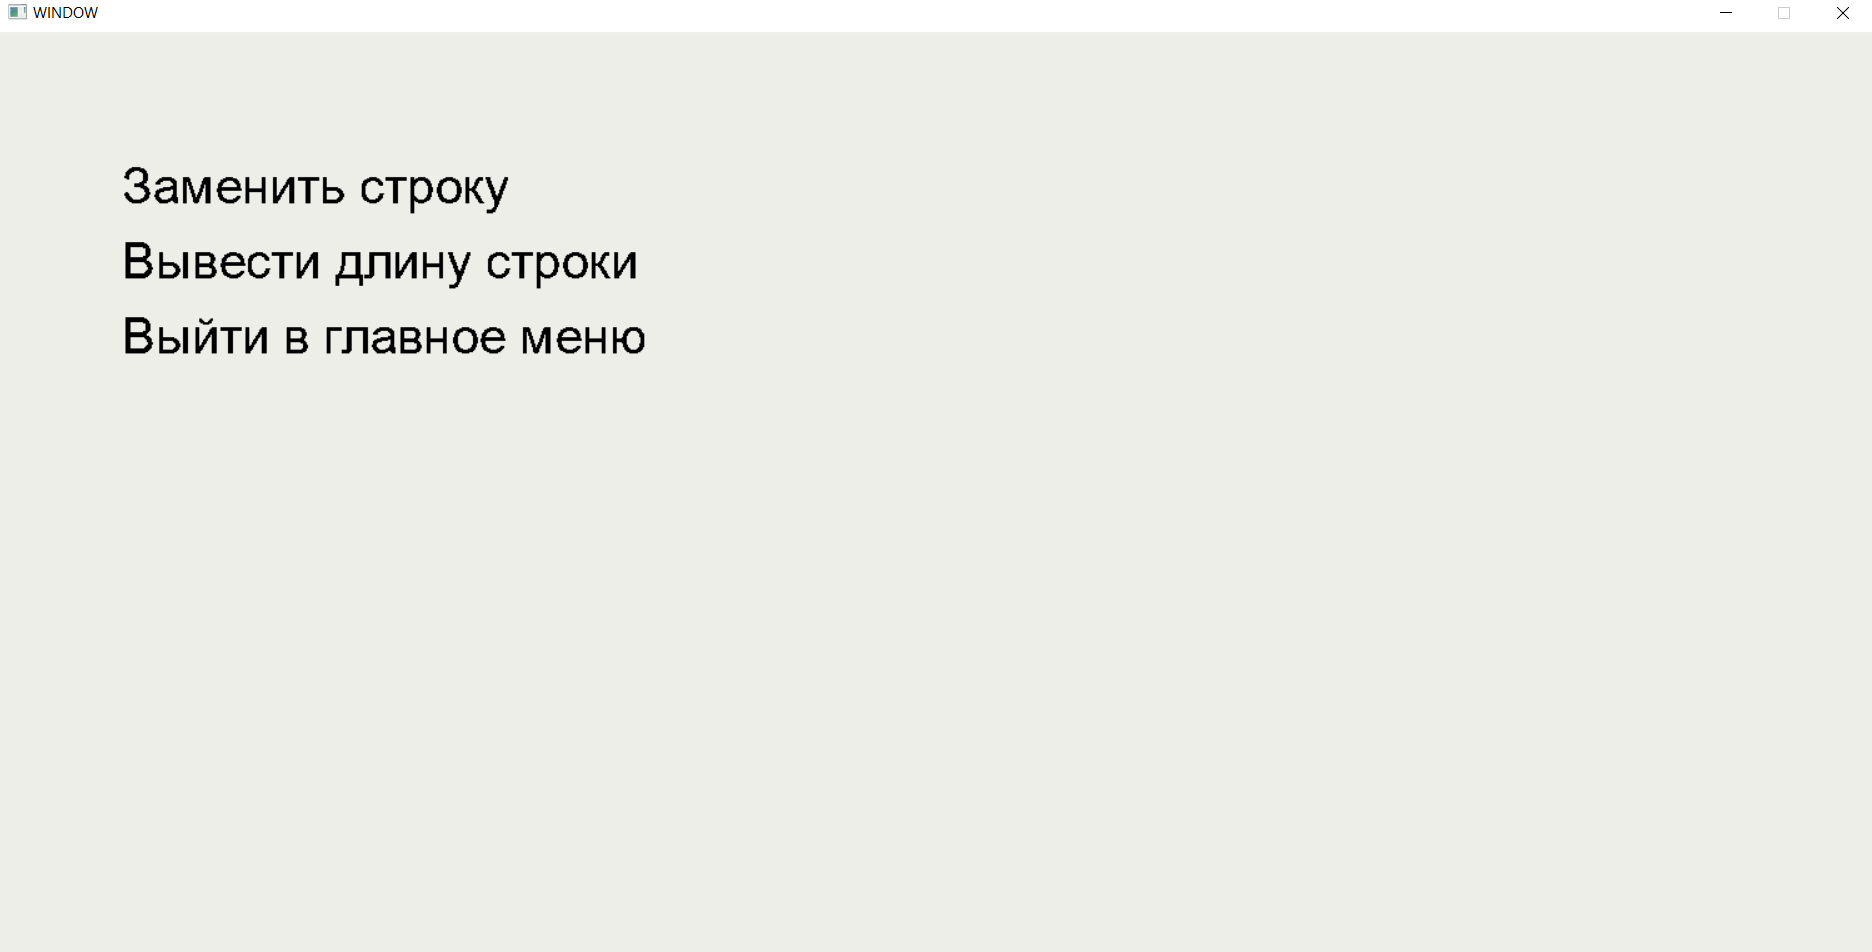 WINDOW
Заменить строку
Вывести длину строки
Выйти в главное меню